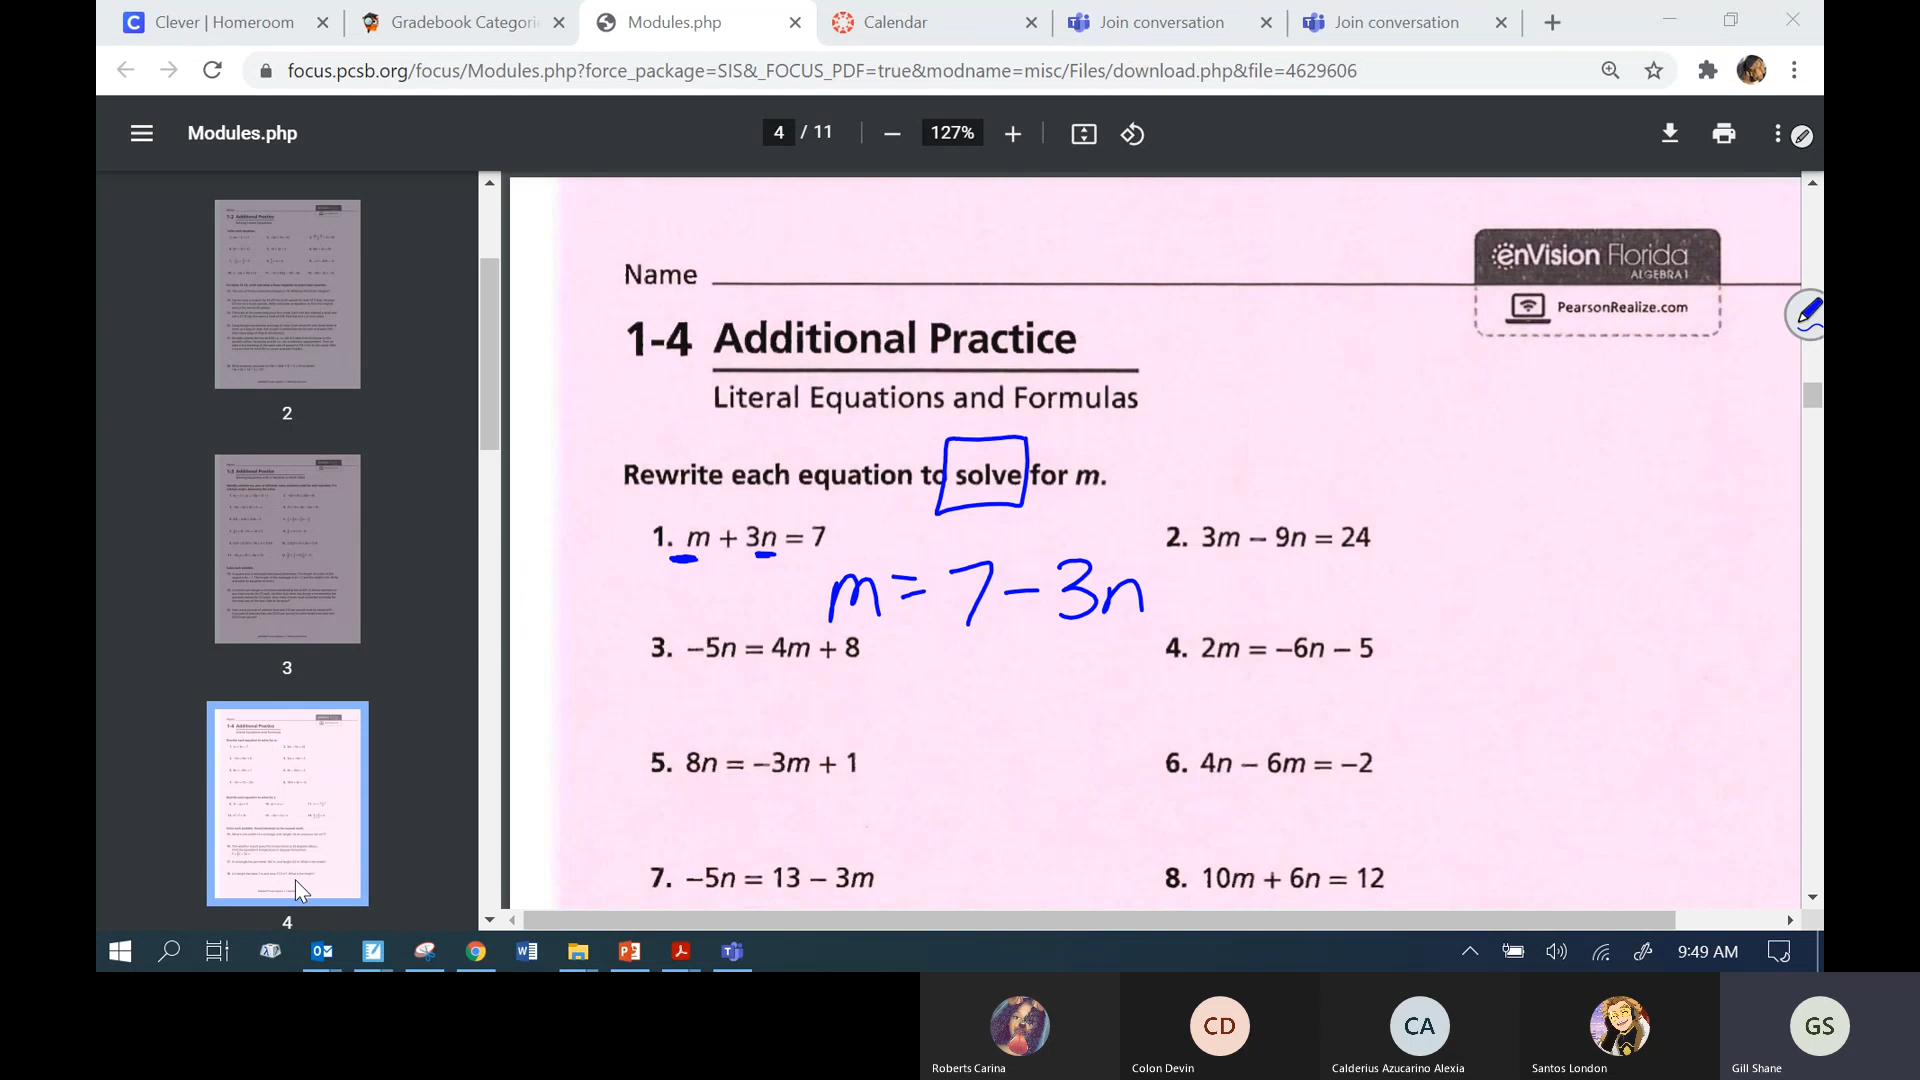 Clever | Homeroom
Gradebook Categori
Modules.php
Calendar
Join conversation
Join conversation
focus.pcsb.org/focus/Modules.php?force_package=SIS&_FOCUS_PDF=true&modname=misc/Files/download.php&file=4629606
Modules.php
4 / 11
127%
2
3
4
enVision Florida
ALGEBRA 1
PearsonRealize.com
Name
1-4 Additional Practice
Literal Equations and Formulas
Rewrite each equation to solve for m.
1. m + 3n = 7
2. 3m − 9n = 24
m = 7 − 3n
3. −5n = 4m + 8
4. 2m = −6n − 5
5. 8n = −3m + 1
6. 4n − 6m = −2
7. −5n = 13 − 3m
8. 10m + 6n = 12
9:49 AM
CD
CA
GS
Roberts Carina
Colon Devin
Calderius Azucarino Alexia
Santos London
Gill Shane